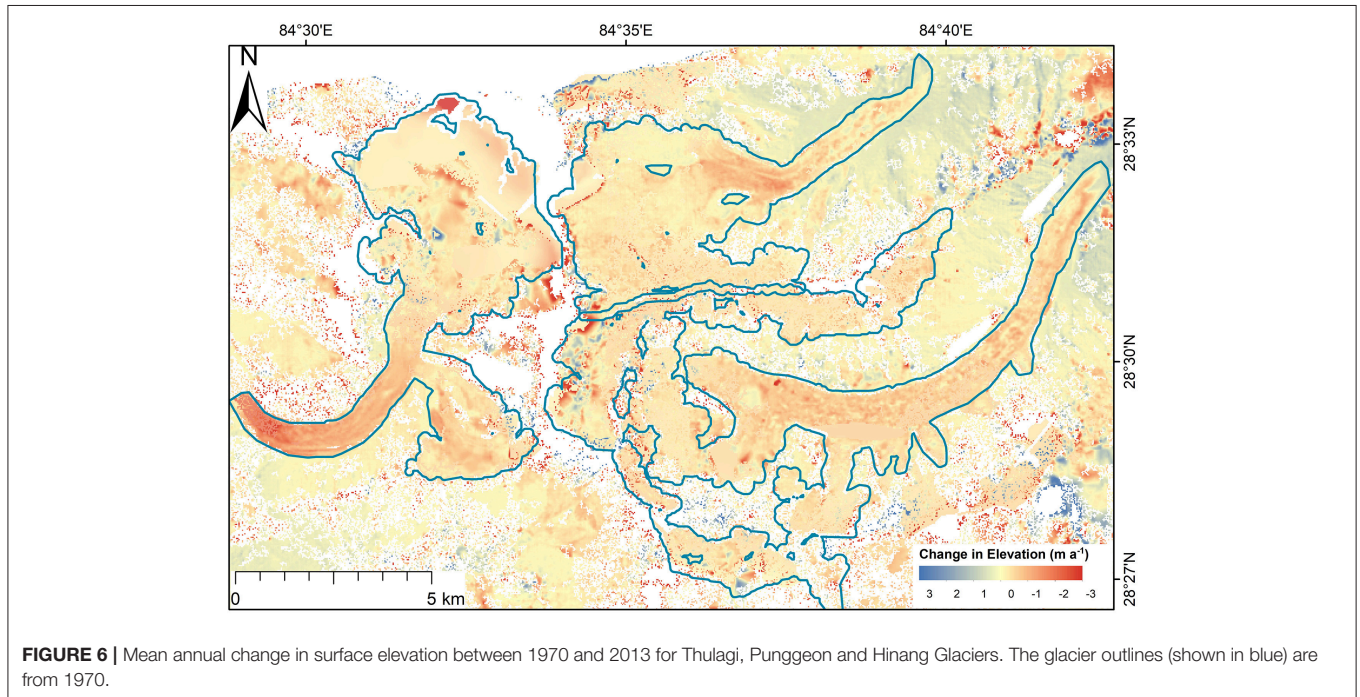 84°30'E 84°35'E 84°40'E
N
28°33'N
28°30'N
28°27'N
Change in Elevation (m a⁻¹)
3 2 1 0 -1 -2 -3
0 5 km
FIGURE 6 | Mean annual change in surface elevation between 1970 and 2013 for Thulagi, Punggeon and Hinang Glaciers. The glacier outlines (shown in blue) are
from 1970.